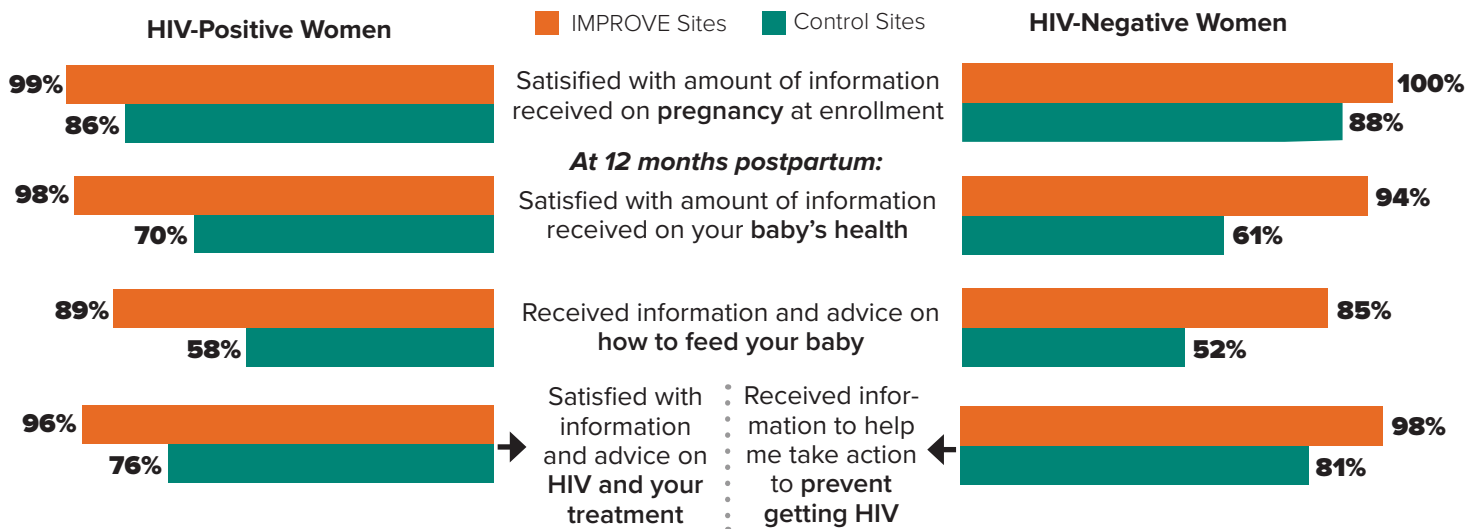 HIV-Positive Women
IMPROVE Sites
Control Sites
HIV-Negative Women
99%
86%
Satisified with amount of information
received on pregnancy at enrollment
100%
88%
At 12 months postpartum:
98%
70%
Satisfied with amount of information
received on your baby's health
94%
61%
89%
58%
Received information and advice on
how to feed your baby
85%
52%
96%
76%
Satisfied with
information
and advice on
HIV and your
treatment
Received infor-
mation to help
me take action
to prevent
getting HIV
98%
81%